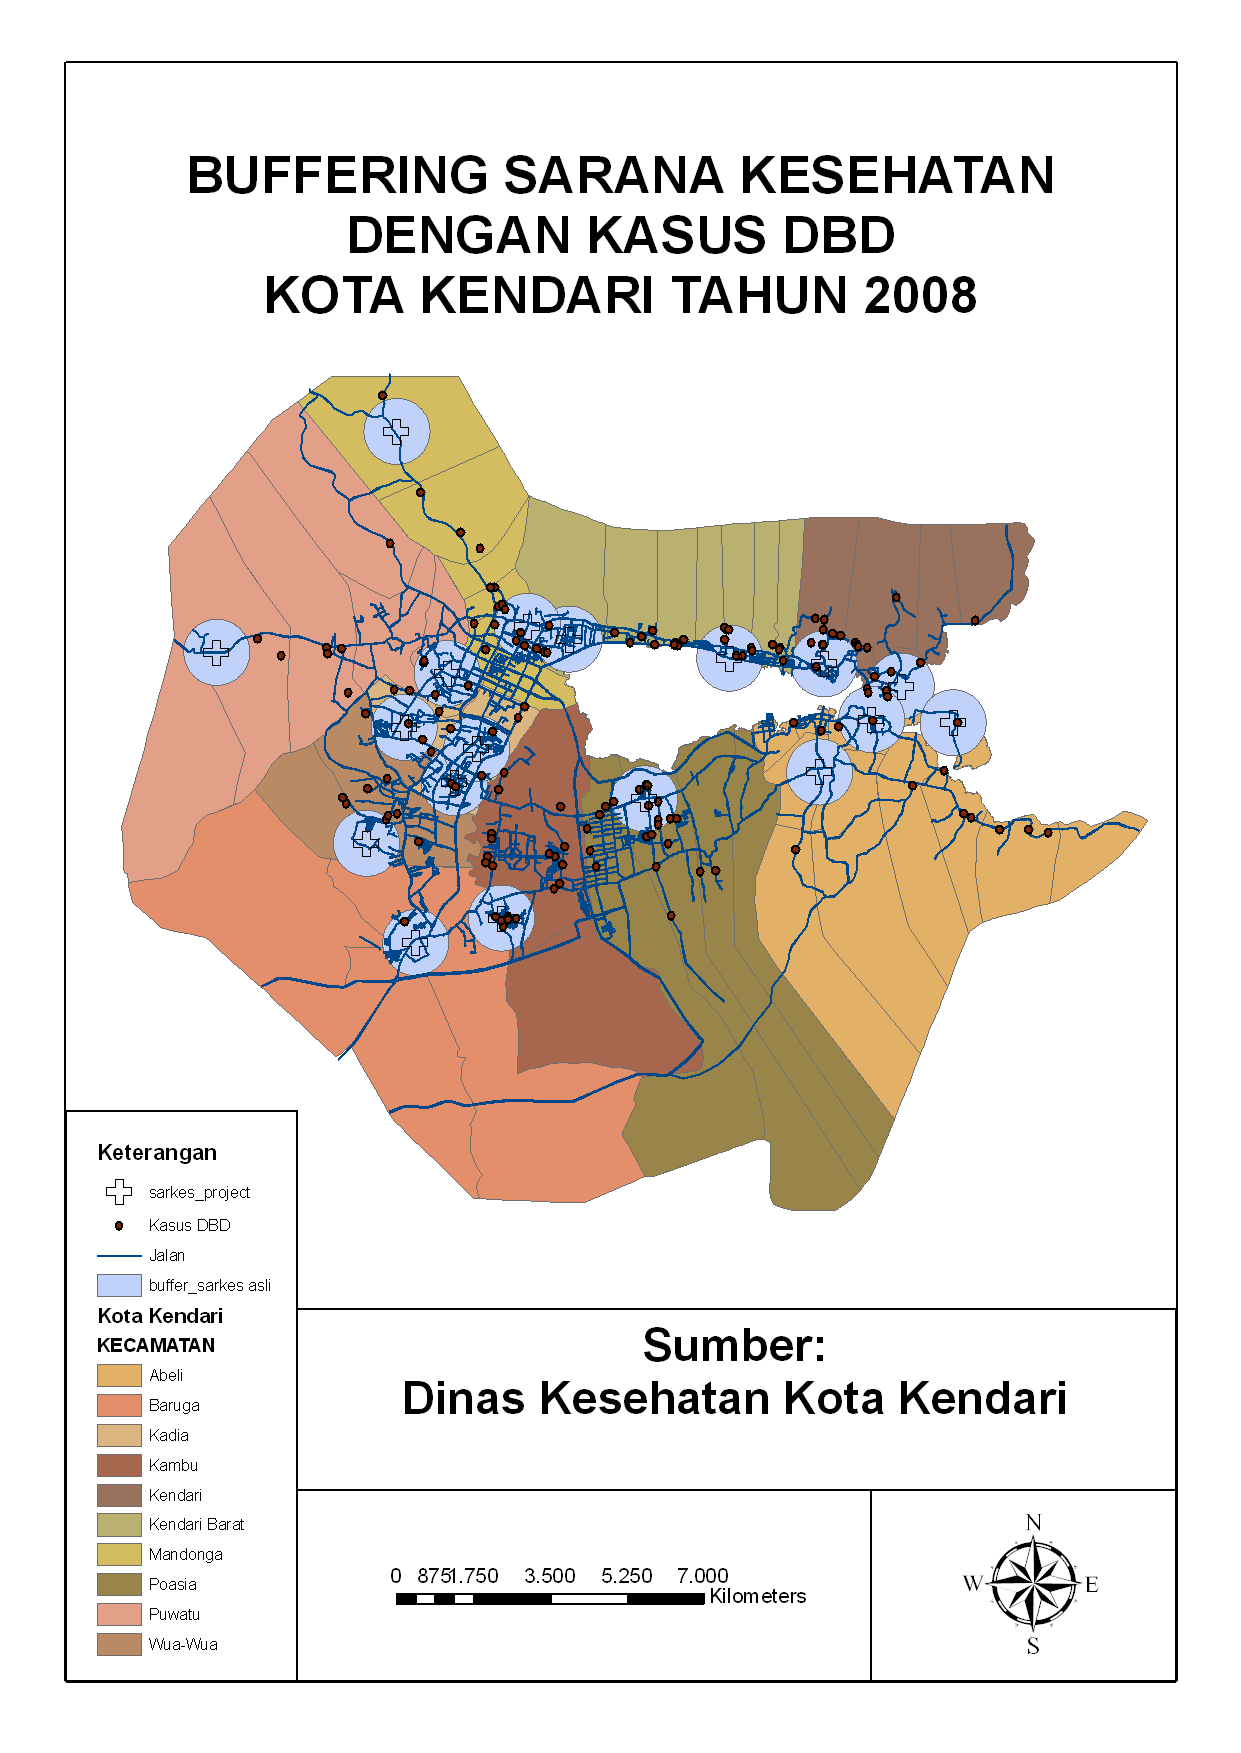 BUFFERING SARANA KESEHATAN
DENGAN KASUS DBD
KOTA KENDARI TAHUN 2008
Keterangan
sarkes_project
Kasus DBD
Jalan
buffer_sarkes asli
Kota Kendari
KECAMATAN
Abeli
Baruga
Kadia
Kambu
Kendari
Kendari Barat
Mandonga
Poasia
Puwatu
Wua-Wua
Sumber:
Dinas Kesehatan Kota Kendari
0 875 1.750 3.500 5.250 7.000
Kilometers
N
W E
S